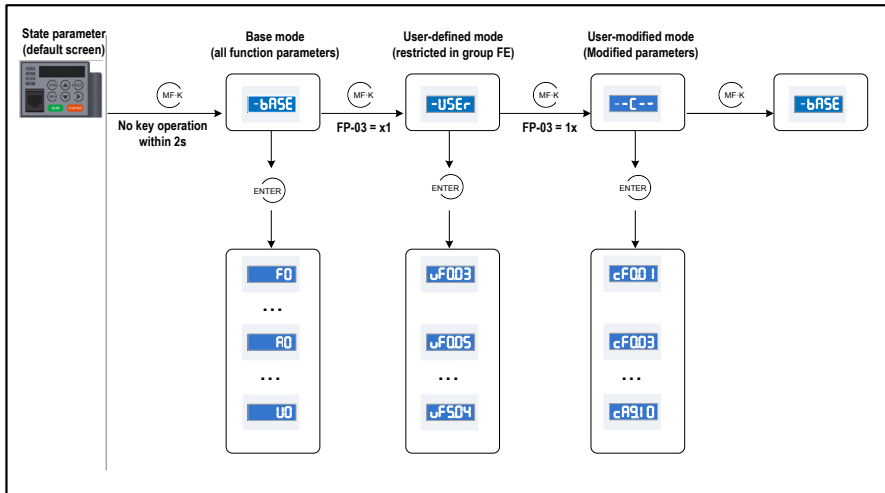 State parameter
(default screen)
Base mode
(all function parameters)
User-defined mode
(restricted in group FE)
User-modified mode
(Modified parameters)
MF·K
No key operation
within 2s
-bASE
MF·K
FP-03 = x1
-USEr
MF·K
FP-03 = 1x
--C--
MF·K
-bASE
ENTER
ENTER
ENTER
F0
...
A0
...
U0
uF0.03
uF0.05
...
uF5.04
cF0.01
cF0.03
...
cA9.10